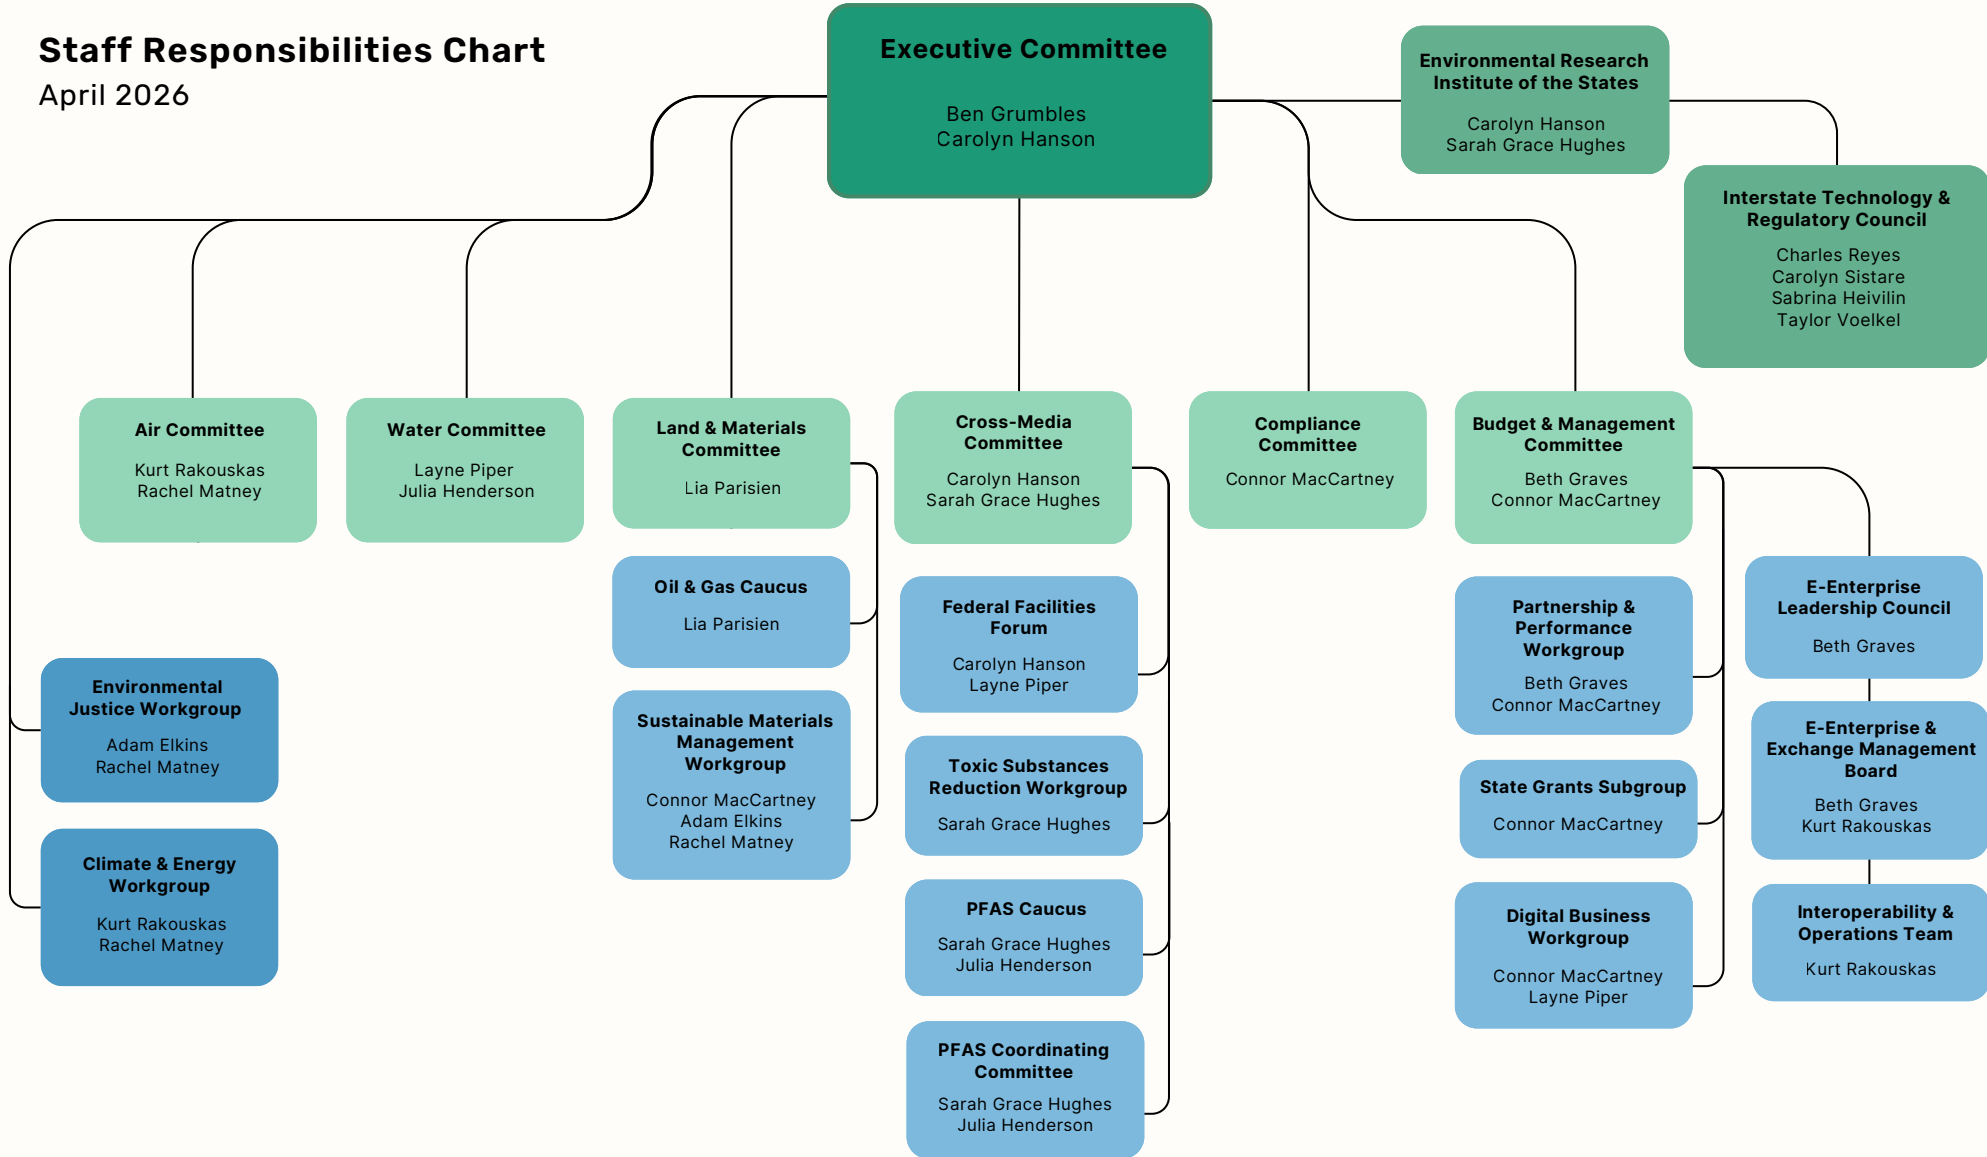 Staff Responsibilities Chart
April 2026
Executive Committee
Ben Grumbles
Carolyn Hanson
Environmental Research
Institute of the States
Carolyn Hanson
Sarah Grace Hughes
Interstate Technology &
Regulatory Council
Charles Reyes
Carolyn Sistare
Sabrina Heivilin
Taylor Voelkel
Air Committee
Kurt Rakouskas
Rachel Matney
Water Committee
Layne Piper
Julia Henderson
Land & Materials
Committee
Lia Parisien
Cross-Media
Committee
Carolyn Hanson
Sarah Grace Hughes
Compliance
Committee
Connor MacCartney
Budget & Management
Committee
Beth Graves
Connor MacCartney
Environmental
Justice Workgroup
Adam Elkins
Rachel Matney
Climate & Energy
Workgroup
Kurt Rakouskas
Rachel Matney
Oil & Gas Caucus
Lia Parisien
Sustainable Materials
Management
Workgroup
Connor MacCartney
Adam Elkins
Rachel Matney
Federal Facilities
Forum
Carolyn Hanson
Layne Piper
Toxic Substances
Reduction Workgroup
Sarah Grace Hughes
PFAS Caucus
Sarah Grace Hughes
Julia Henderson
PFAS Coordinating
Committee
Sarah Grace Hughes
Julia Henderson
Partnership &
Performance
Workgroup
Beth Graves
Connor MacCartney
State Grants Subgroup
Connor MacCartney
Digital Business
Workgroup
Connor MacCartney
Layne Piper
E-Enterprise
Leadership Council
Beth Graves
E-Enterprise &
Exchange Management
Board
Beth Graves
Kurt Rakouskas
Interoperability &
Operations Team
Kurt Rakouskas